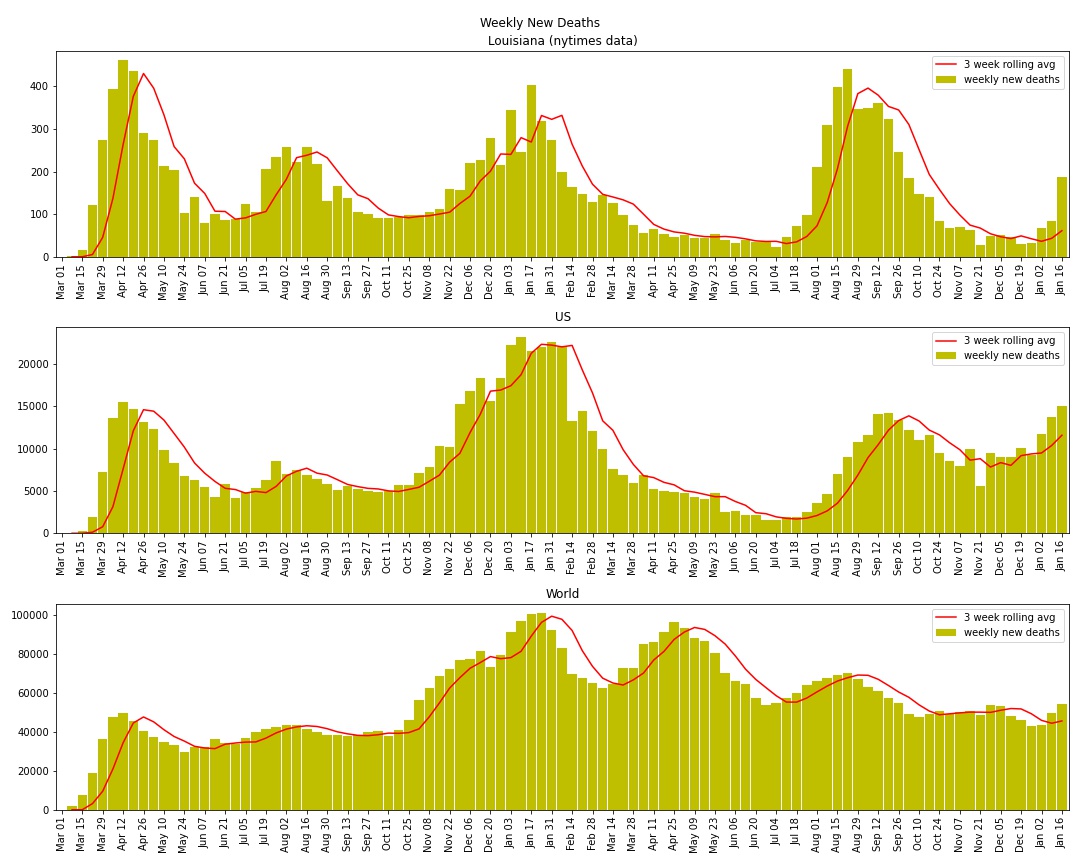 Weekly New Deaths
Louisiana (nytimes data)
3 week rolling avg
weekly new deaths
400
300
200
100
0
Mar 01 Mar 15 Mar 29 Apr 12 Apr 26 May 10 May 24 Jun 07 Jun 21 Jul 05 Jul 19 Aug 02 Aug 16 Aug 30 Sep 13 Sep 27 Oct 11 Oct 25 Nov 08 Nov 22 Dec 06 Dec 20 Jan 03 Jan 17 Jan 31 Feb 14 Feb 28 Mar 14 Mar 28 Apr 11 Apr 25 May 09 May 23 Jun 06 Jun 20 Jul 04 Jul 18 Aug 01 Aug 15 Aug 29 Sep 12 Sep 26 Oct 10 Oct 24 Nov 07 Nov 21 Dec 05 Dec 19 Jan 02 Jan 16
US
3 week rolling avg
weekly new deaths
20000
15000
10000
5000
0
Mar 01 Mar 15 Mar 29 Apr 12 Apr 26 May 10 May 24 Jun 07 Jun 21 Jul 05 Jul 19 Aug 02 Aug 16 Aug 30 Sep 13 Sep 27 Oct 11 Oct 25 Nov 08 Nov 22 Dec 06 Dec 20 Jan 03 Jan 17 Jan 31 Feb 14 Feb 28 Mar 14 Mar 28 Apr 11 Apr 25 May 09 May 23 Jun 06 Jun 20 Jul 04 Jul 18 Aug 01 Aug 15 Aug 29 Sep 12 Sep 26 Oct 10 Oct 24 Nov 07 Nov 21 Dec 05 Dec 19 Jan 02 Jan 16
World
3 week rolling avg
weekly new deaths
100000
80000
60000
40000
20000
0
Mar 01 Mar 15 Mar 29 Apr 12 Apr 26 May 10 May 24 Jun 07 Jun 21 Jul 05 Jul 19 Aug 02 Aug 16 Aug 30 Sep 13 Sep 27 Oct 11 Oct 25 Nov 08 Nov 22 Dec 06 Dec 20 Jan 03 Jan 17 Jan 31 Feb 14 Feb 28 Mar 14 Mar 28 Apr 11 Apr 25 May 09 May 23 Jun 06 Jun 20 Jul 04 Jul 18 Aug 01 Aug 15 Aug 29 Sep 12 Sep 26 Oct 10 Oct 24 Nov 07 Nov 21 Dec 05 Dec 19 Jan 02 Jan 16